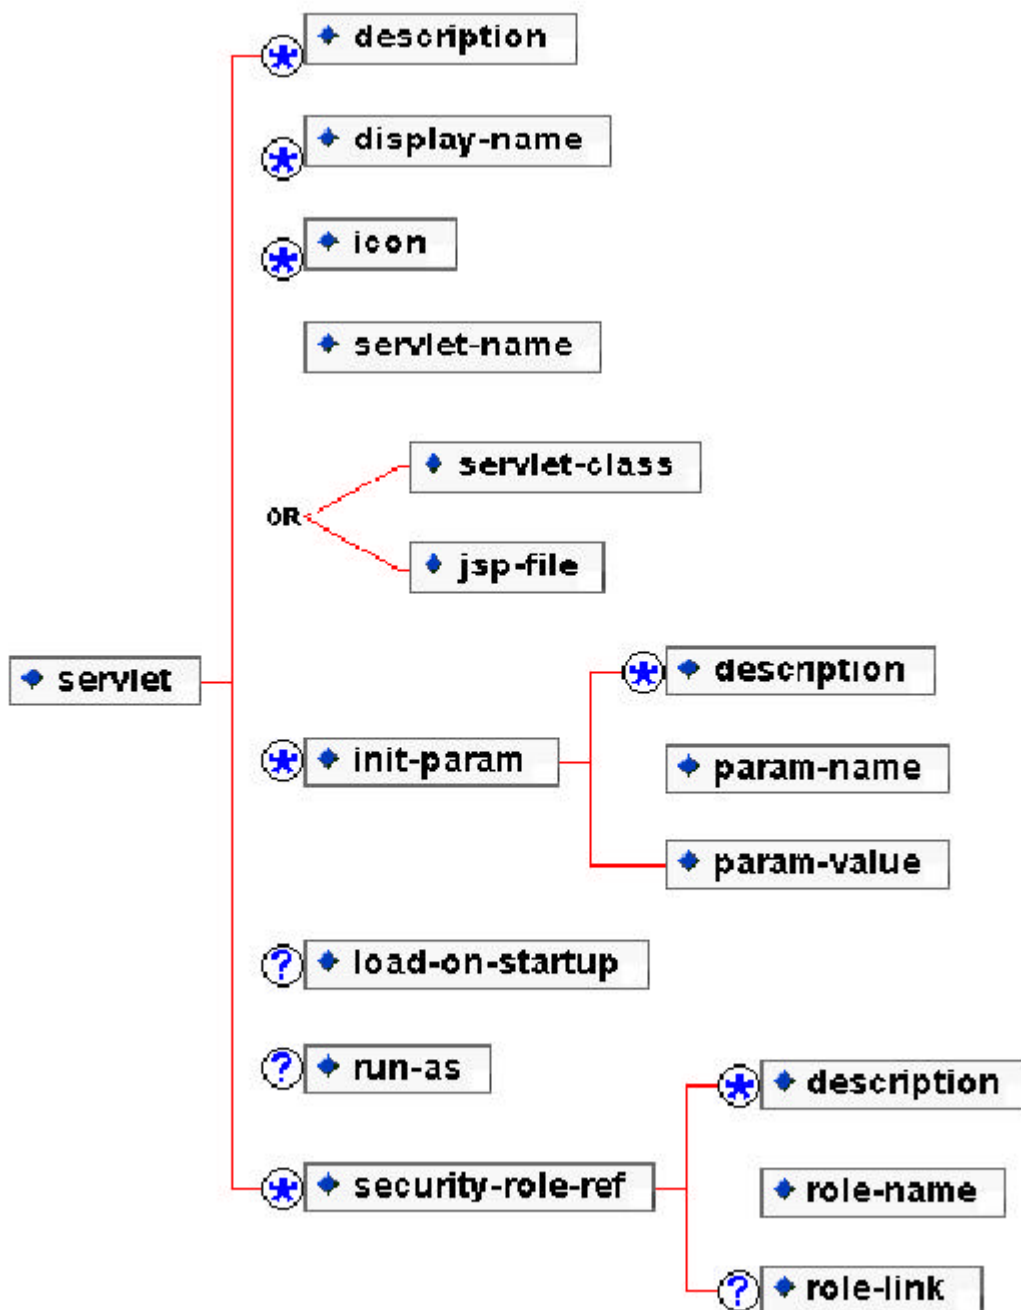 * description
* display-name
* icon
servlet-name
servlet-class
OR
jsp-file
servlet
* description
* init-param
param-name
param-value
? load-on-startup
? run-as
* description
* security-role-ref
role-name
? role-link